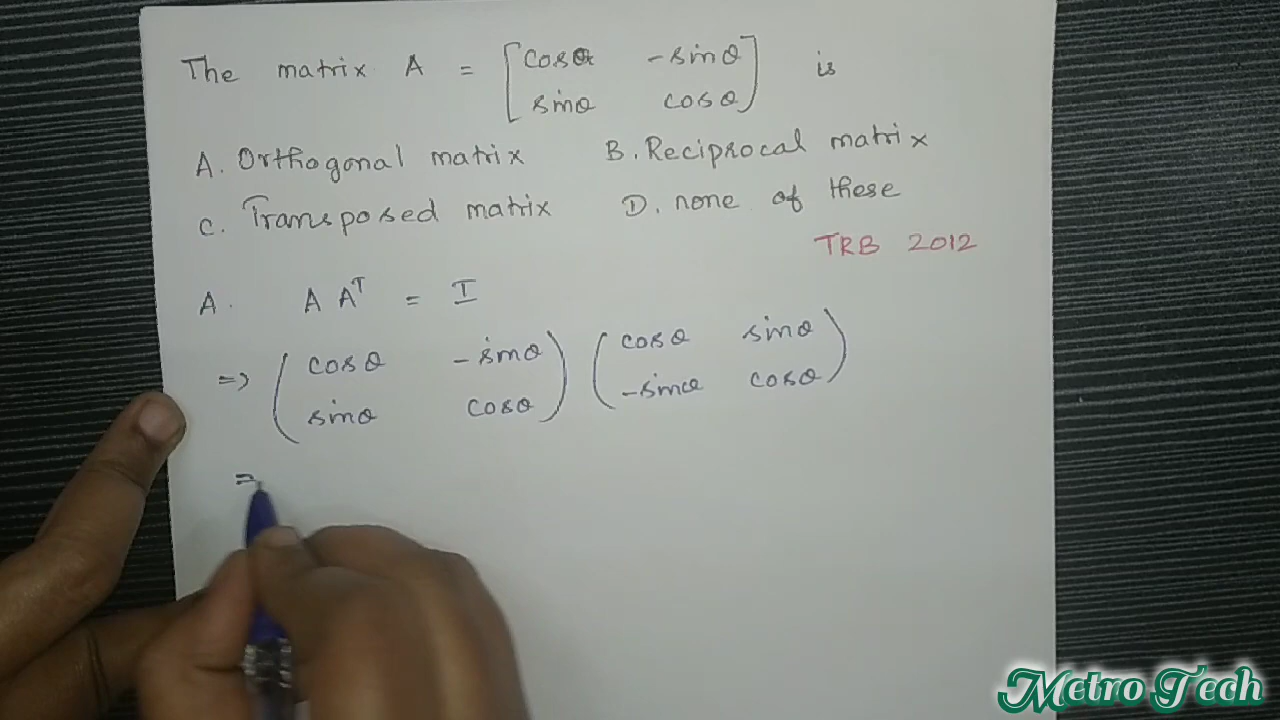 The matrix A = [cosθ -sinθ
sinθ cosθ] is
A. Orthogonal matrix B. Reciprocal matrix
C. Transposed matrix D. none of these
TRB 2012
A. A Aᵀ = I
=> (cosθ -sinθ) (cosθ sinθ)
(sinθ cosθ) (-sinθ cosθ)
=
Metro Tech